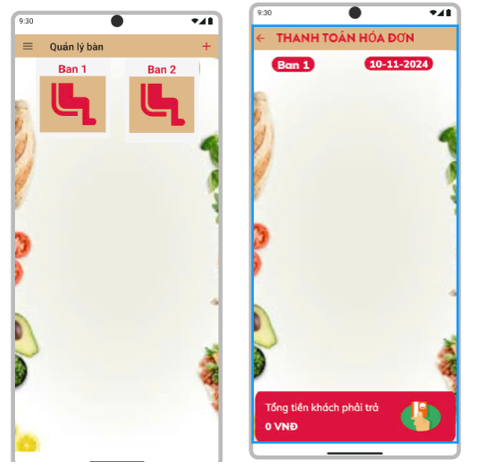 9:30
Quản lý bàn
+
Ban 1
Ban 2
9:30
THANH TOÁN HÓA ĐƠN
Ban 1
10-11-2024
Tổng tiền khách phải trả
0 VNĐ